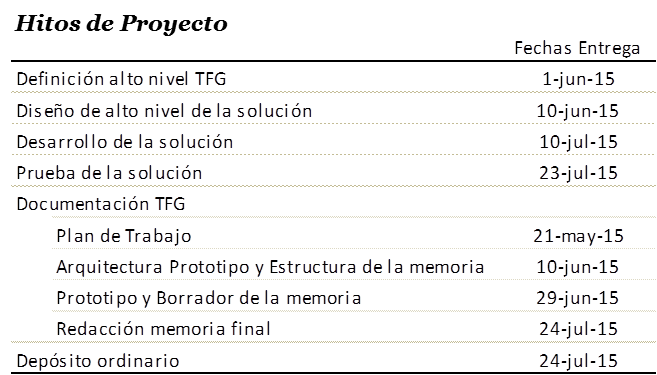 Hitos de Proyecto
Fechas Entrega
Definición alto nivel TFG 1-jun-15
Diseño de alto nivel de la solución 10-jun-15
Desarrollo de la solución 10-jul-15
Prueba de la solución 23-jul-15
Documentación TFG
Plan de Trabajo 21-may-15
Arquitectura Prototipo y Estructura de la memoria 10-jun-15
Prototipo y Borrador de la memoria 29-jun-15
Redacción memoria final 24-jul-15
Depósito ordinario 24-jul-15